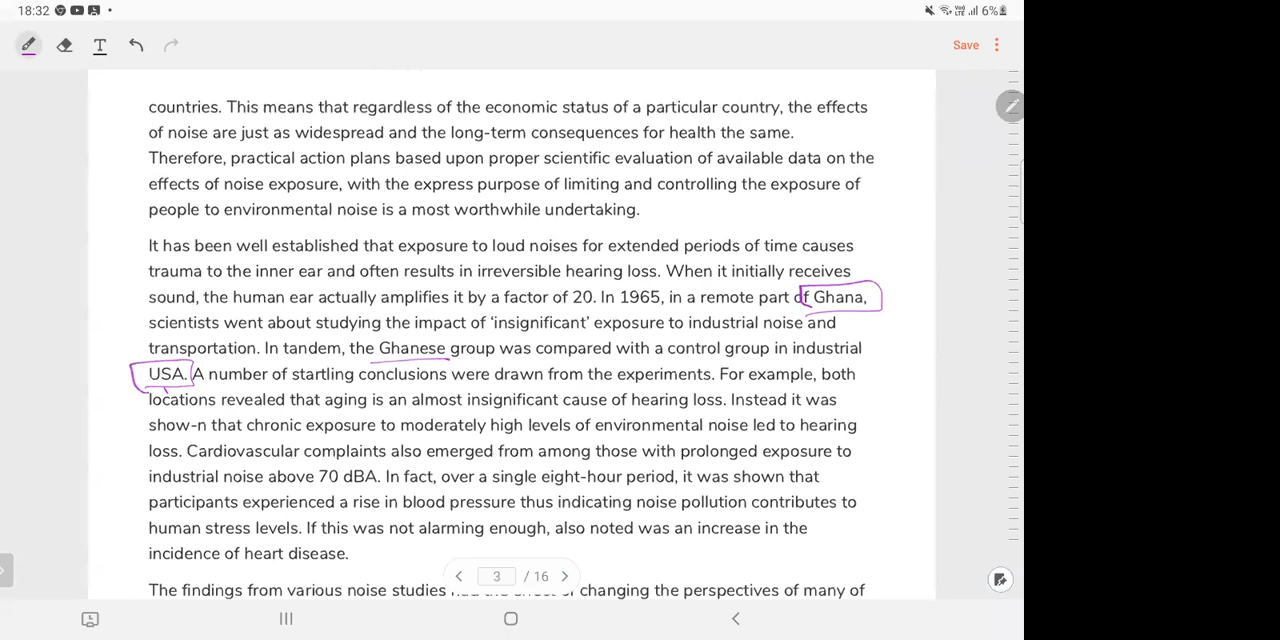 18:32 6%
Save
countries. This means that regardless of the economic status of a particular country, the effects
of noise are just as widespread and the long-term consequences for health the same.
Therefore, practical action plans based upon proper scientific evaluation of available data on the
effects of noise exposure, with the express purpose of limiting and controlling the exposure of
people to environmental noise is a most worthwhile undertaking.
It has been well established that exposure to loud noises for extended periods of time causes
trauma to the inner ear and often results in irreversible hearing loss. When it initially receives
sound, the human ear actually amplifies it by a factor of 20. In 1965, in a remote part of Ghana,
scientists went about studying the impact of ‘insignificant’ exposure to industrial noise and
transportation. In tandem, the Ghanese group was compared with a control group in industrial
USA. A number of startling conclusions were drawn from the experiments. For example, both
locations revealed that aging is an almost insignificant cause of hearing loss. Instead it was
show-n that chronic exposure to moderately high levels of environmental noise led to hearing
loss. Cardiovascular complaints also emerged from among those with prolonged exposure to
industrial noise above 70 dBA. In fact, over a single eight-hour period, it was shown that
participants experienced a rise in blood pressure thus indicating noise pollution contributes to
human stress levels. If this was not alarming enough, also noted was an increase in the
incidence of heart disease.
3 / 16
The findings from various noise studies changing the perspectives of many of